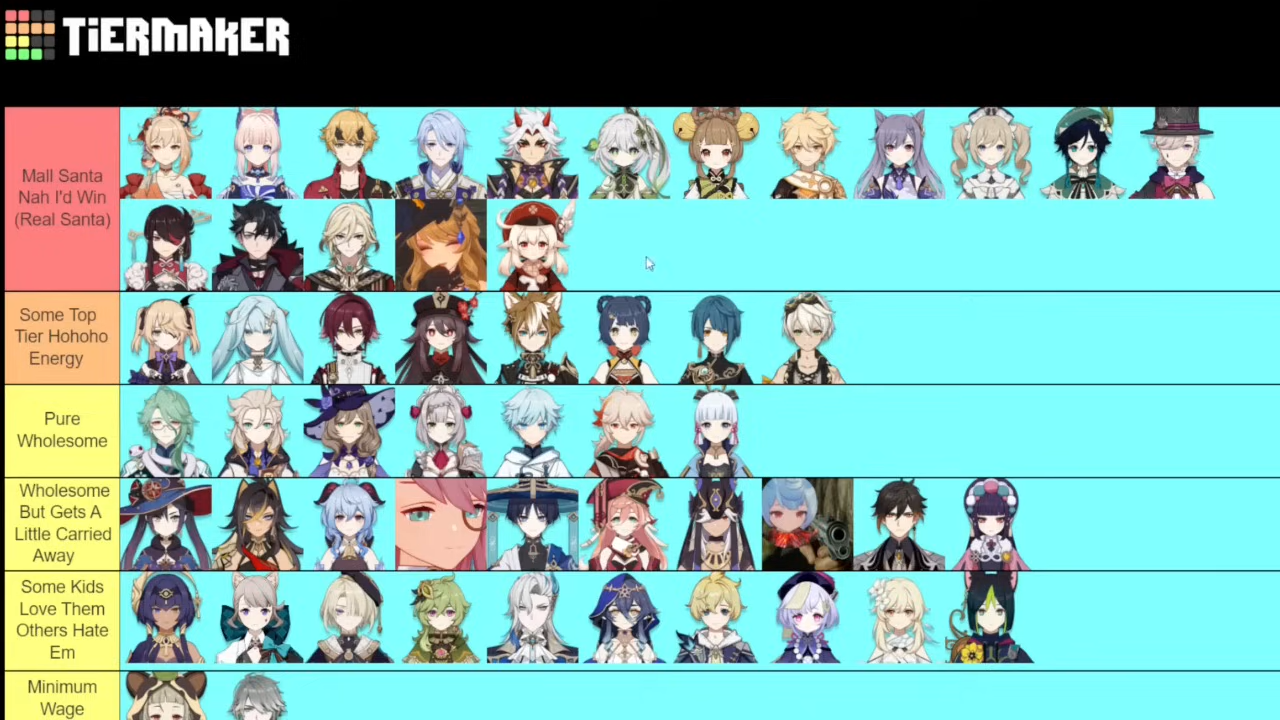 TiERMAKER
Mall Santa
Nah I'd Win
(Real Santa)
Some Top
Tier Hohoho
Energy
Pure
Wholesome
Wholesome
But Gets A
Little Carried
Away
Some Kids
Love Them
Others Hate
Em
Minimum
Wage